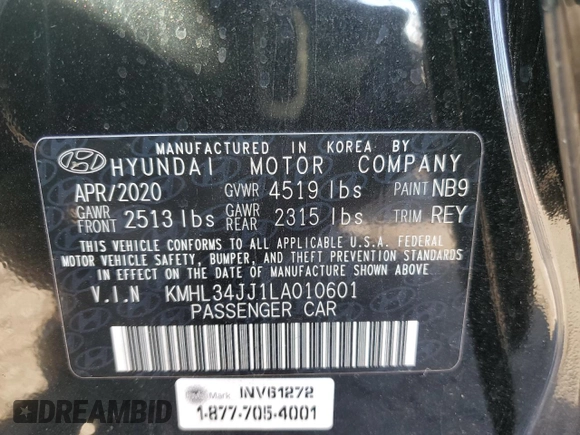 MANUFACTURED IN KOREA BY
HYUNDAI MOTOR COMPANY
APR/2020 GVWR 4519 lbs PAINT NB9
GAWR FRONT 2513 lbs GAWR REAR 2315 lbs TRIM REY
THIS VEHICLE CONFORMS TO ALL APPLICABLE U.S.A. FEDERAL
MOTOR VEHICLE SAFETY, BUMPER, AND THEFT PREVENTION STANDARDS
IN EFFECT ON THE DATE OF MANUFACTURE SHOWN ABOVE.
V.I.N KMHL34JJ1LA010601
PASSENGER CAR
Mark INV61272
1-877-705-4001
DREAMBID